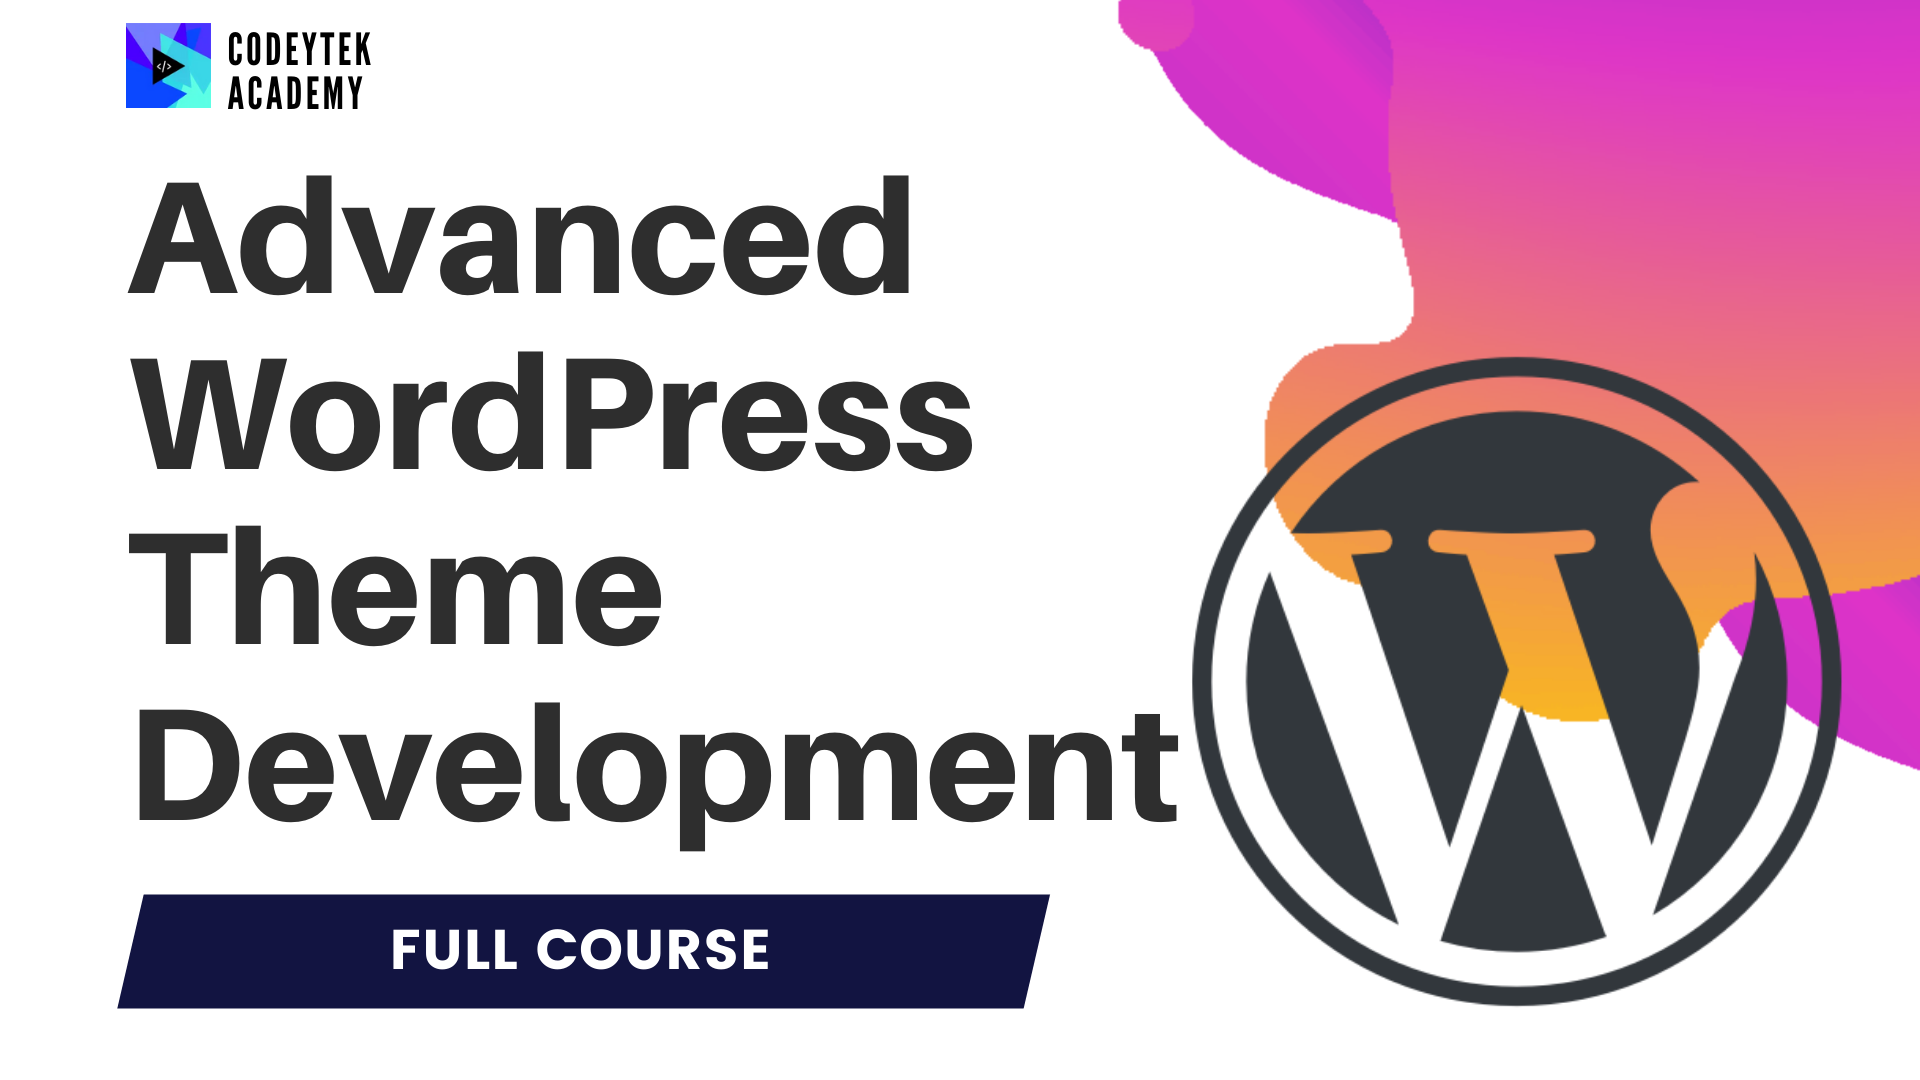 CODEYTEK
ACADEMY
</>
Advanced
WordPress
Theme
Development
FULL COURSE